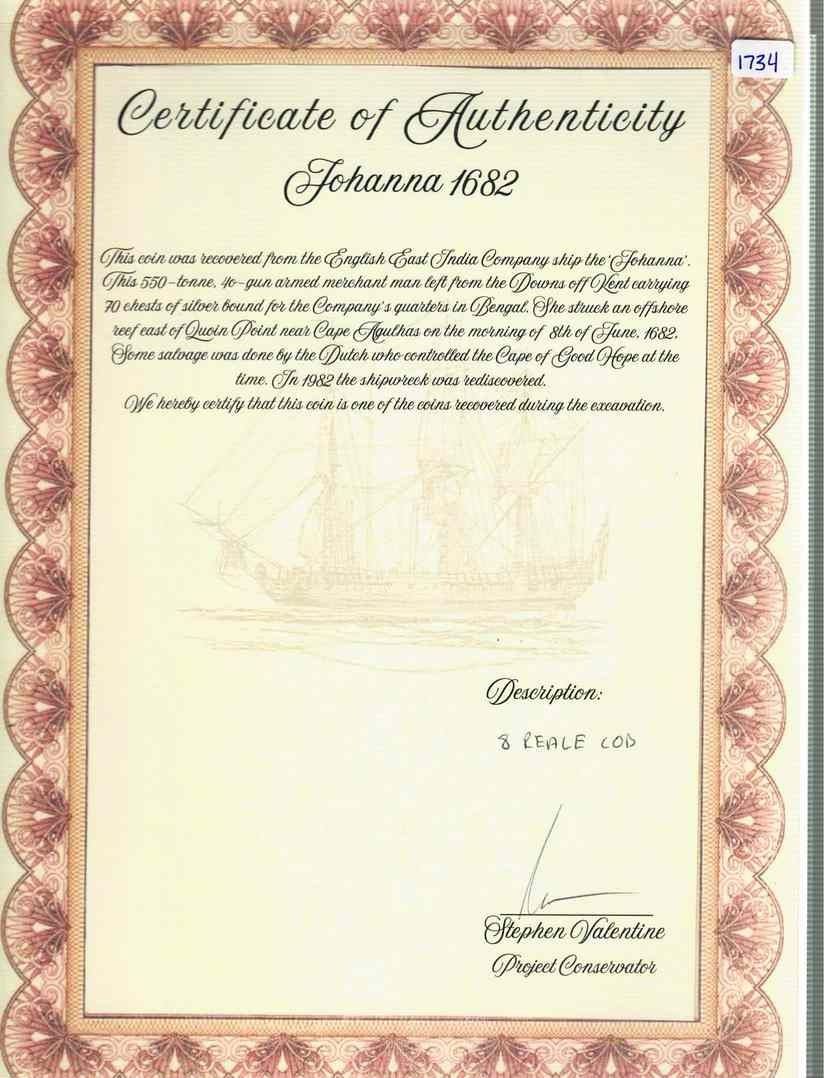 1734
Certificate of Authenticity
Johanna 1682
This coin was recovered from the English East India Company ship the 'Johanna'.
This 550-tonne, 40-gun armed merchant man left from the Downs off Kent carrying
70 chests of silver bound for the Company's quarters in Bengal. She struck an offshore
reef east of Quoin Point near Cape Agulhas on the morning of 8th of June, 1682.
Some salvage was done by the Dutch who controlled the Cape of Good Hope at the
time. In 1982 the shipwreck was rediscovered.
We hereby certify that this coin is one of the coins recovered during the excavation.
Description:
8 REALE COB
Stephen Valentine
Project Conservator